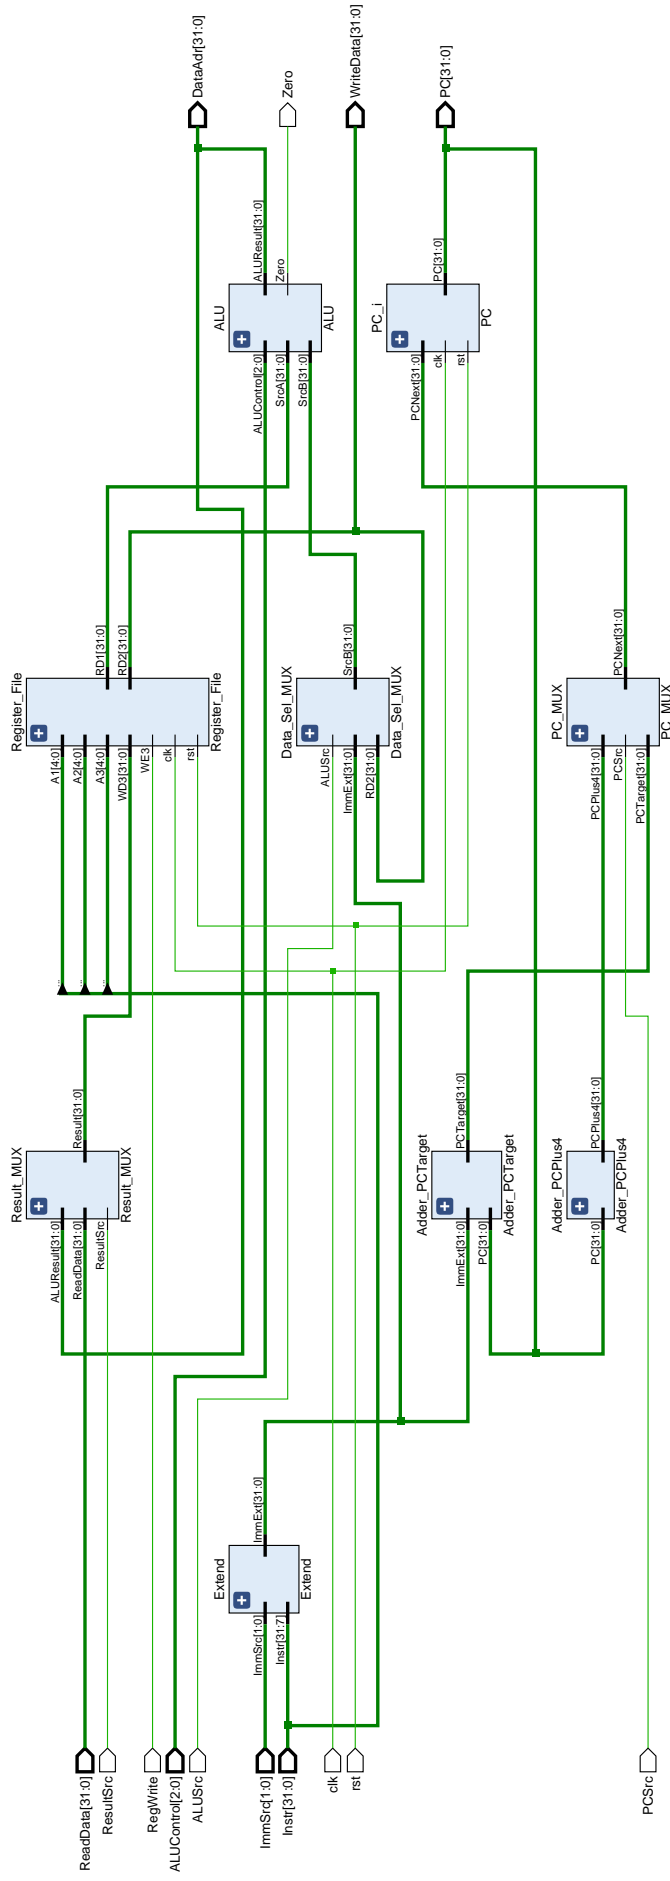 DataAdr[31:0]
Zero
WriteData[31:0]
PC[31:0]
ALU
ALUResult[31:0]
Zero
ALUControl[2:0]
SrcA[31:0]
SrcB[31:0]
ALU
PC_i
PC[31:0]
PCNext[31:0]
clk
rst
PC
Register_File
RD1[31:0]
RD2[31:0]
A1[4:0]
A2[4:0]
A3[4:0]
WD3[31:0]
WE3
clk
rst
Register_File
Data_Sel_MUX
SrcB[31:0]
ALUSrc
ImmExt[31:0]
RD2[31:0]
Data_Sel_MUX
PC_MUX
PCNext[31:0]
PCPlus4[31:0]
PCSrc
PCTarget[31:0]
PC_MUX
Result_MUX
Result[31:0]
ALUResult[31:0]
ReadData[31:0]
ResultSrc
Result_MUX
Adder_PCTarget
PCTarget[31:0]
ImmExt[31:0]
PC[31:0]
Adder_PCTarget
Adder_PCPlus4
PCPlus4[31:0]
PC[31:0]
Adder_PCPlus4
Extend
ImmExt[31:0]
ImmSrc[1:0]
Instr[31:7]
Extend
ReadData[31:0]
ResultSrc
RegWrite
ALUControl[2:0]
ALUSrc
ImmSrc[1:0]
Instr[31:0]
clk
rst
PCSrc